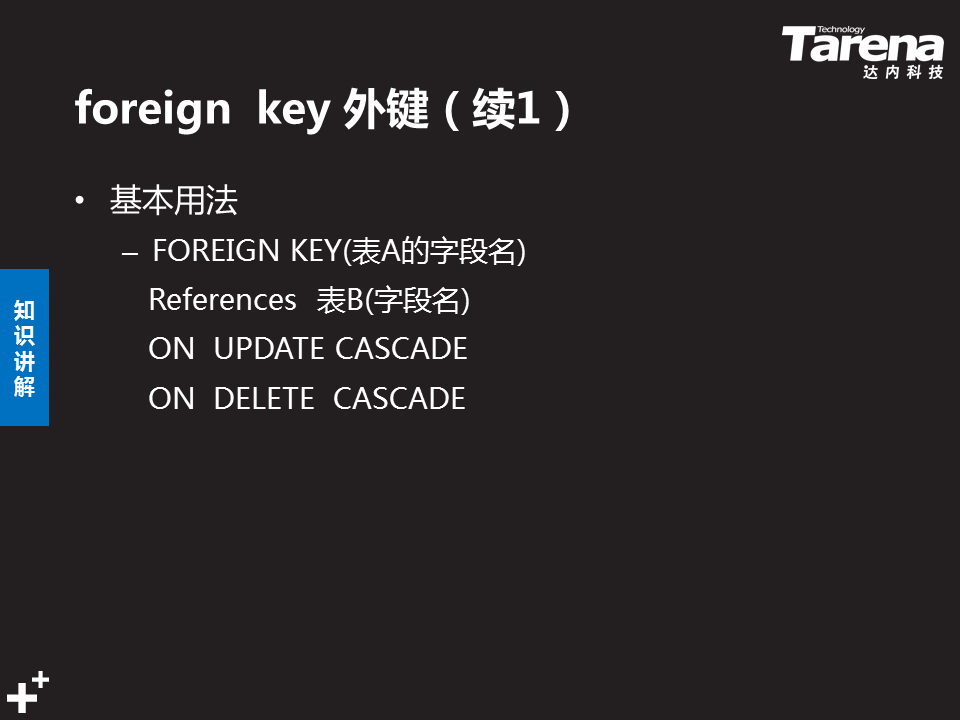 Technology
Tarena
达内科技
foreign key 外键（续1）
• 基本用法
– FOREIGN KEY(表A的字段名)
References 表B(字段名)
ON UPDATE CASCADE
ON DELETE CASCADE
知
识
讲
解